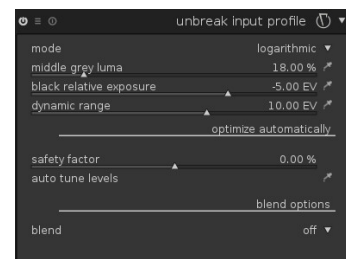 unbreak input profile
mode logarithmic
middle grey luma 18.00 %
black relative exposure -5.00 EV
dynamic range 10.00 EV
optimize automatically
safety factor 0.00 %
auto tune levels
blend options
blend off